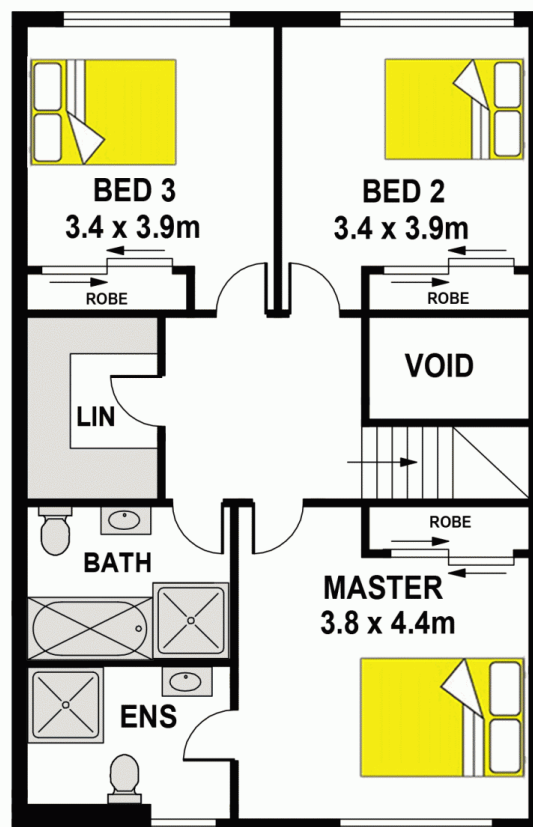 BED 3
3.4 x 3.9m
BED 2
3.4 x 3.9m
ROBE
ROBE
VOID
LIN
ROBE
BATH
MASTER
3.8 x 4.4m
ENS